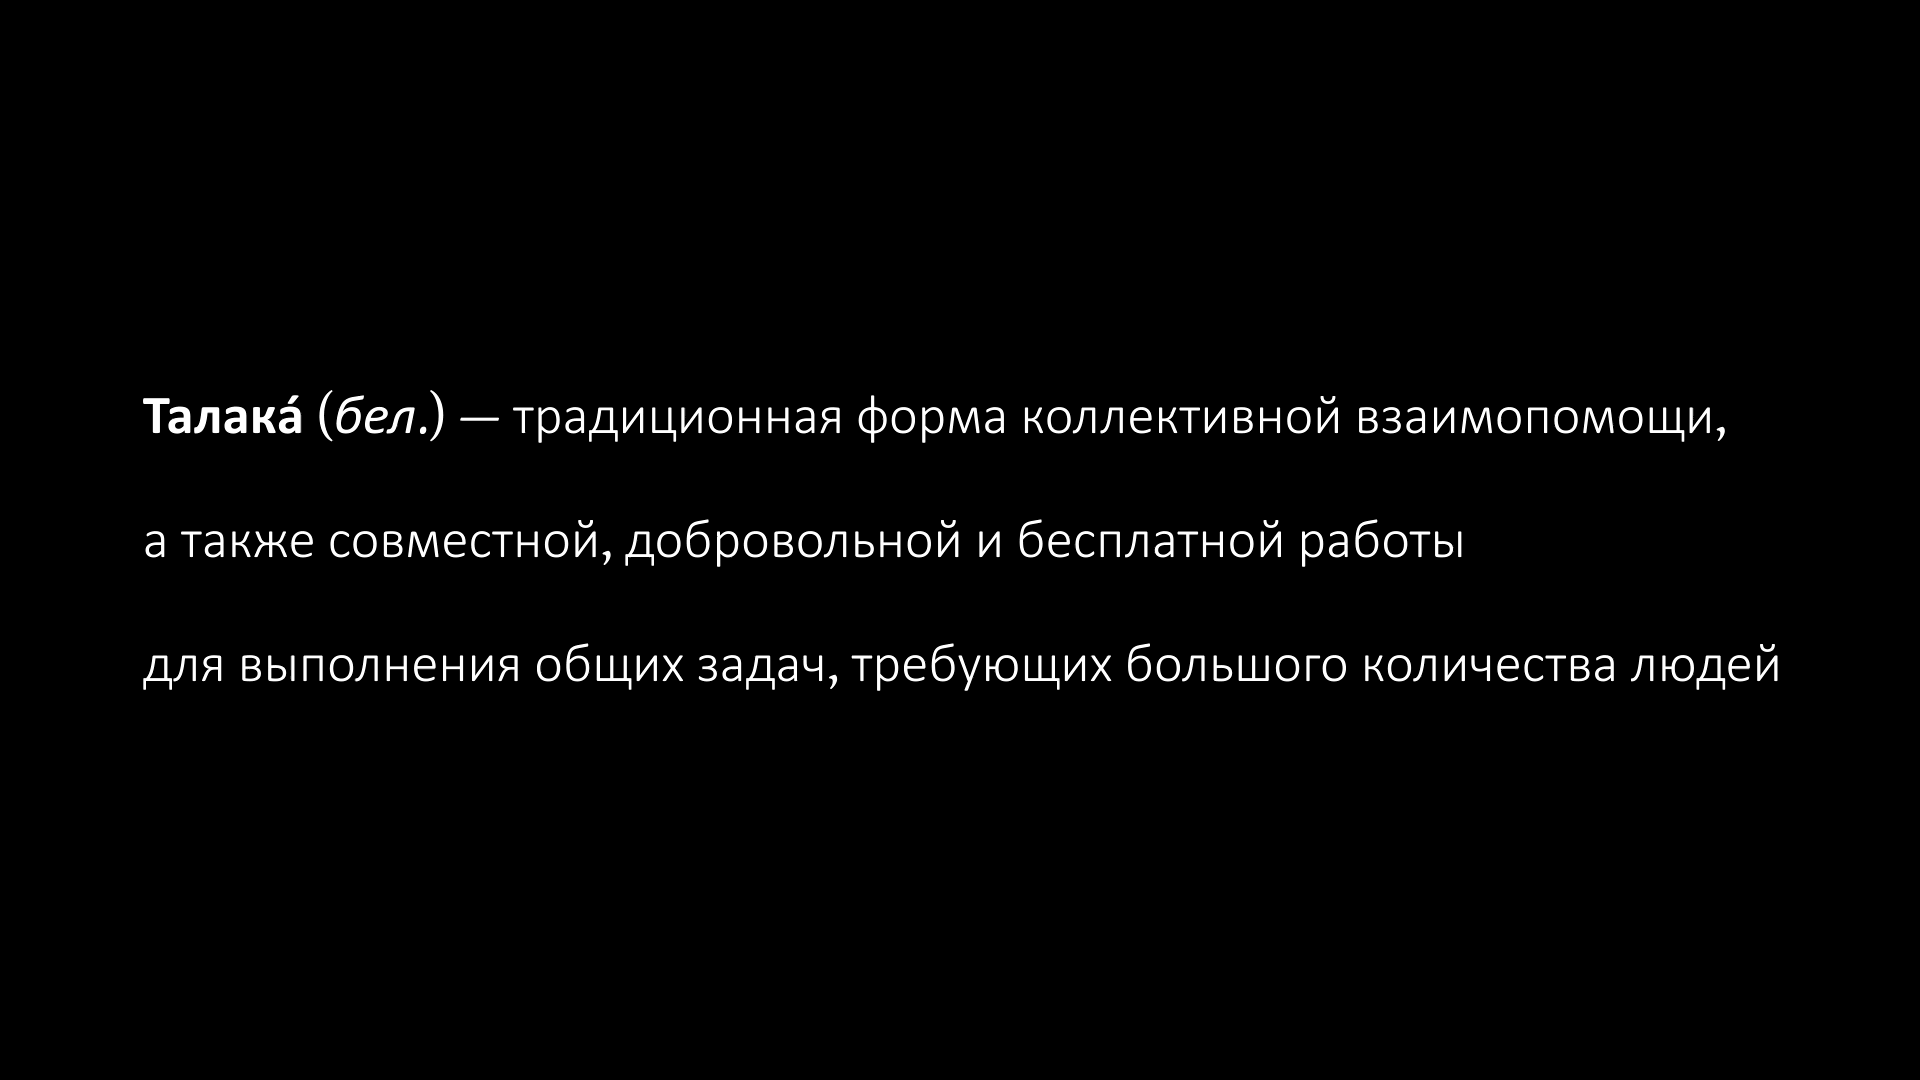 Талака́ (бел.) — традиционная форма коллективной взаимопомощи,
а также совместной, добровольной и бесплатной работы
для выполнения общих задач, требующих большого количества людей